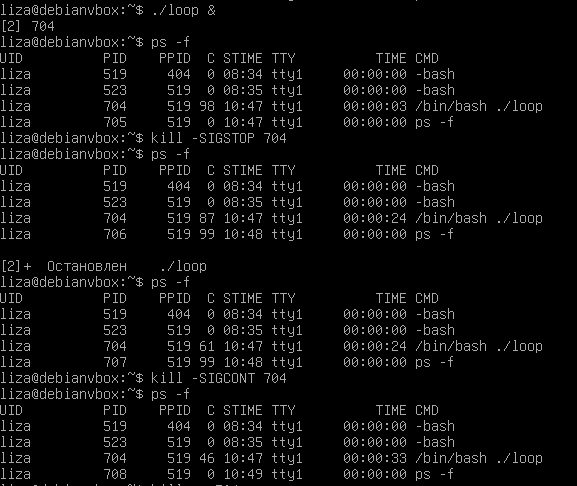 liza@debianvbox:~$ ./loop &
[2] 704
liza@debianvbox:~$ ps -f
UID PID PPID C STIME TTY TIME CMD
liza 519 404 0 08:34 tty1 00:00:00 -bash
liza 523 519 0 08:35 tty1 00:00:00 -bash
liza 704 519 98 10:47 tty1 00:00:03 /bin/bash ./loop
liza 705 519 0 10:47 tty1 00:00:00 ps -f
liza@debianvbox:~$ kill -SIGSTOP 704
liza@debianvbox:~$ ps -f
UID PID PPID C STIME TTY TIME CMD
liza 519 404 0 08:34 tty1 00:00:00 -bash
liza 523 519 0 08:35 tty1 00:00:00 -bash
liza 704 519 87 10:47 tty1 00:00:24 /bin/bash ./loop
liza 706 519 99 10:48 tty1 00:00:00 ps -f
[2]+ Остановлен ./loop
liza@debianvbox:~$ ps -f
UID PID PPID C STIME TTY TIME CMD
liza 519 404 0 08:34 tty1 00:00:00 -bash
liza 523 519 0 08:35 tty1 00:00:00 -bash
liza 704 519 61 10:47 tty1 00:00:24 /bin/bash ./loop
liza 707 519 99 10:48 tty1 00:00:00 ps -f
liza@debianvbox:~$ kill -SIGCONT 704
liza@debianvbox:~$ ps -f
UID PID PPID C STIME TTY TIME CMD
liza 519 404 0 08:34 tty1 00:00:00 -bash
liza 523 519 0 08:35 tty1 00:00:00 -bash
liza 704 519 46 10:47 tty1 00:00:33 /bin/bash ./loop
liza 708 519 0 10:49 tty1 00:00:00 ps -f